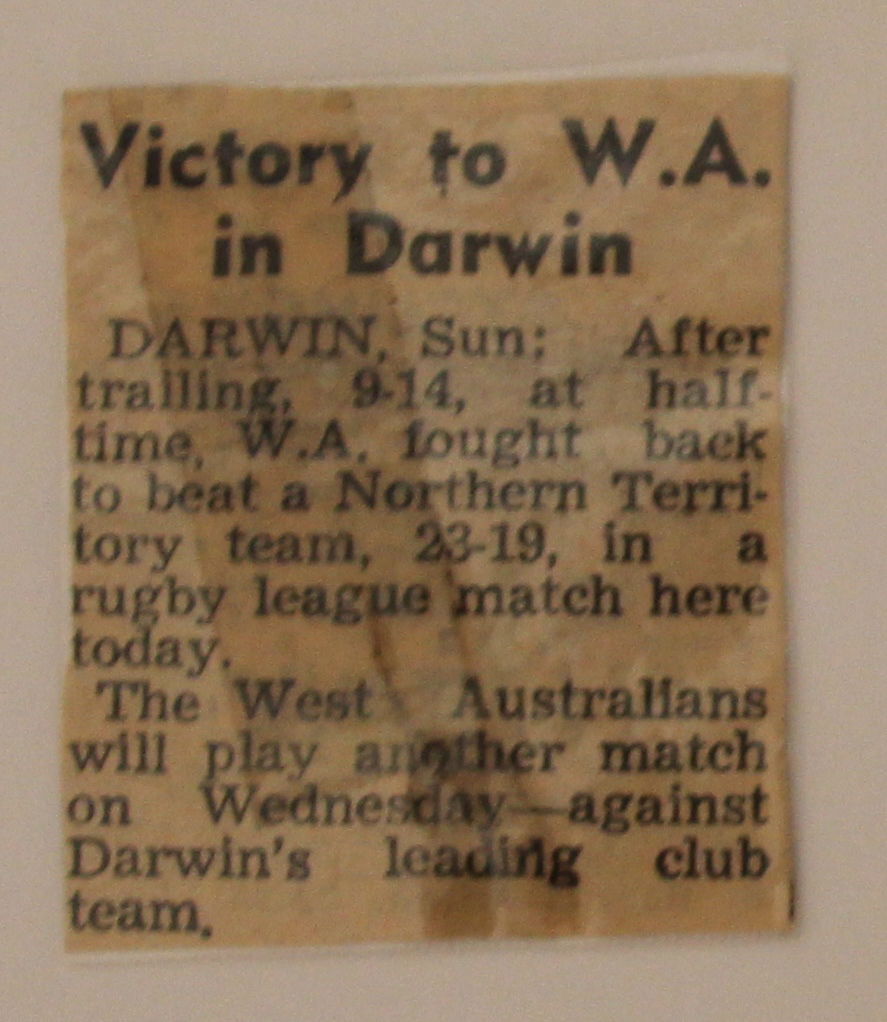 Victory to W.A.
in Darwin
DARWIN, Sun: After
trailing, 9-14, at half-
time, W.A. fought back
to beat a Northern Terri-
tory team, 23-19, in a
rugby league match here
today.
The West Australians
will play another match
on Wednesday—against
Darwin's leading club
team.